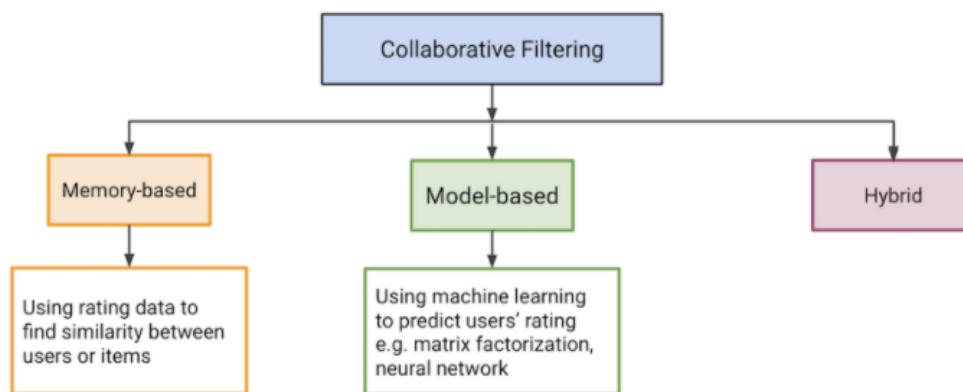 Collaborative Filtering
Memory-based
Model-based
Hybrid
Using rating data to
find similarity between
users or items
Using machine learning
to predict users' rating
e.g. matrix factorization,
neural network